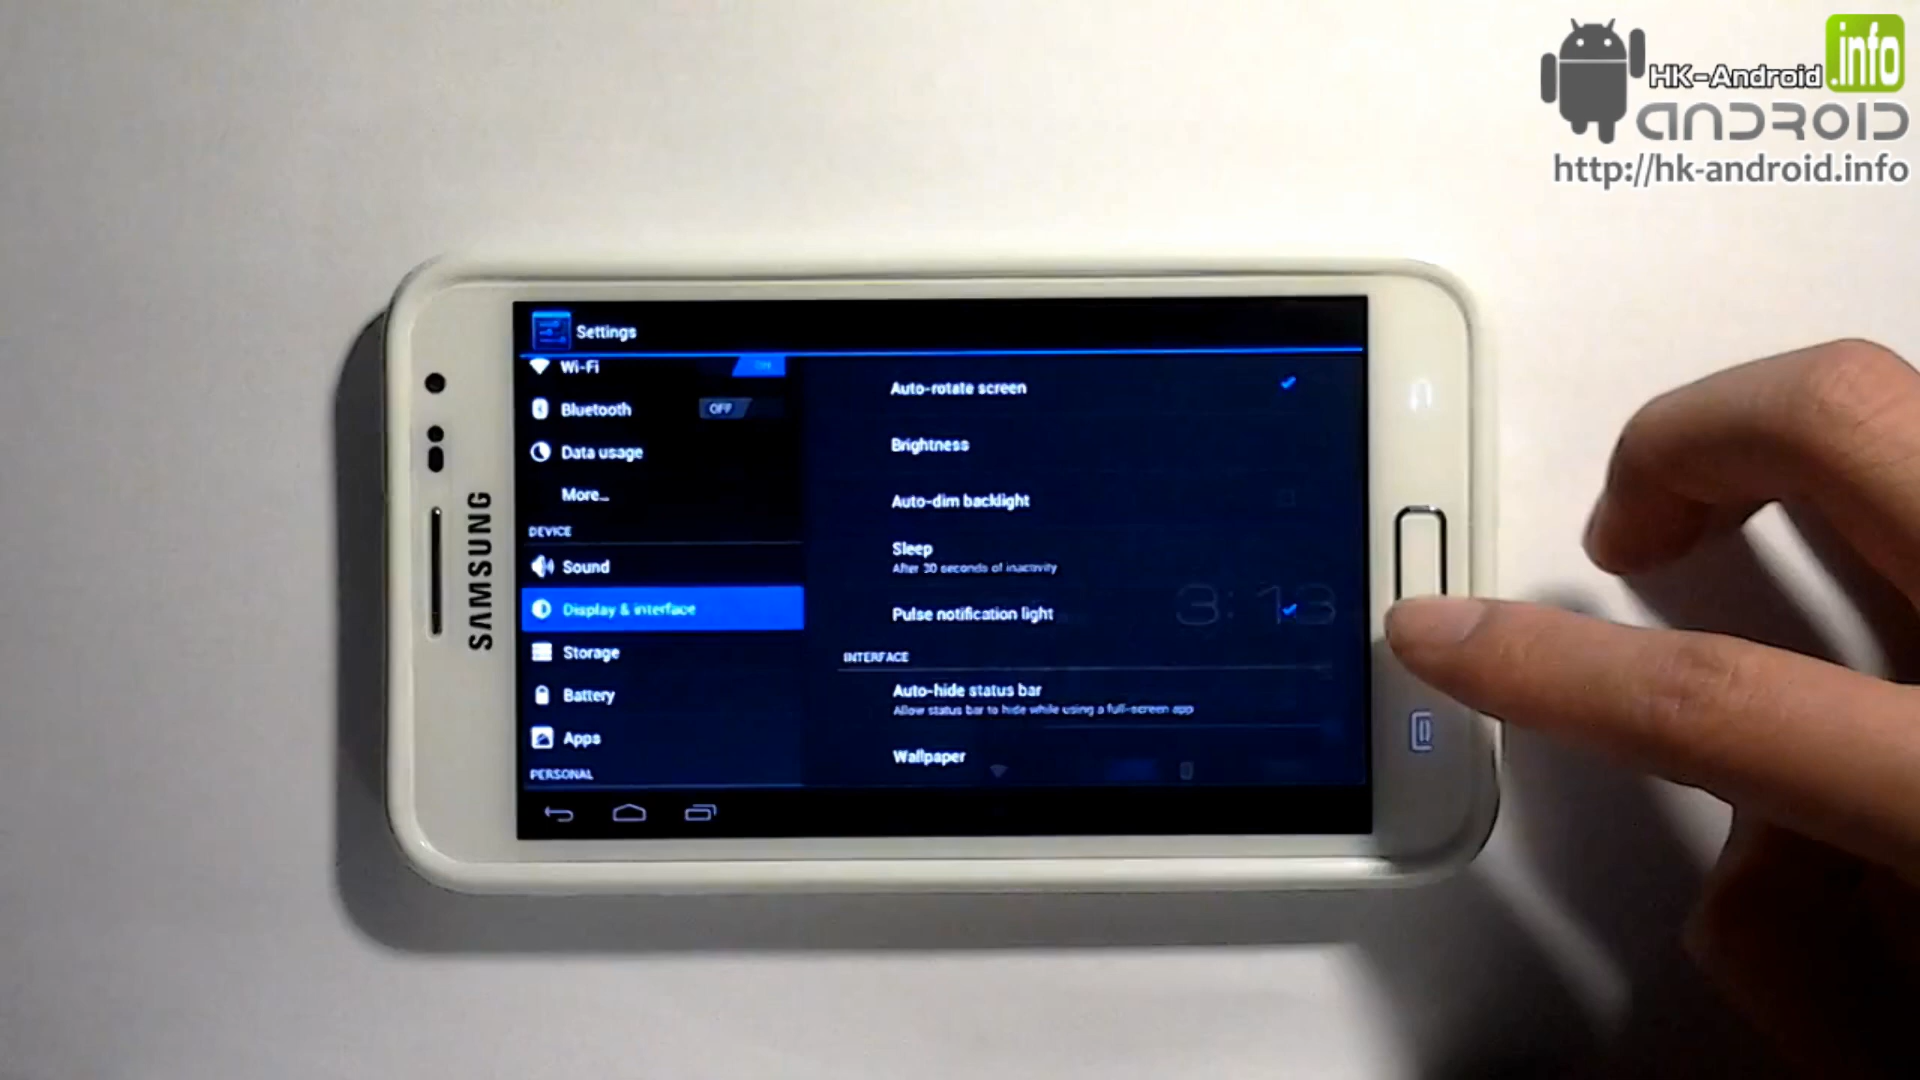 HK-Android .info
ANDROID
http://hk-android.info
SAMSUNG
Settings
Wi-Fi
ON
Bluetooth
OFF
Data usage
More...
DEVICE
Sound
Display & interface
Storage
Battery
Apps
PERSONAL
Auto-rotate screen
Brightness
Auto-dim backlight
Sleep
After 30 seconds of inactivity
Pulse notification light
3:13
INTERFACE
Auto-hide status bar
Allow status bar to hide while using a full-screen app
Wallpaper